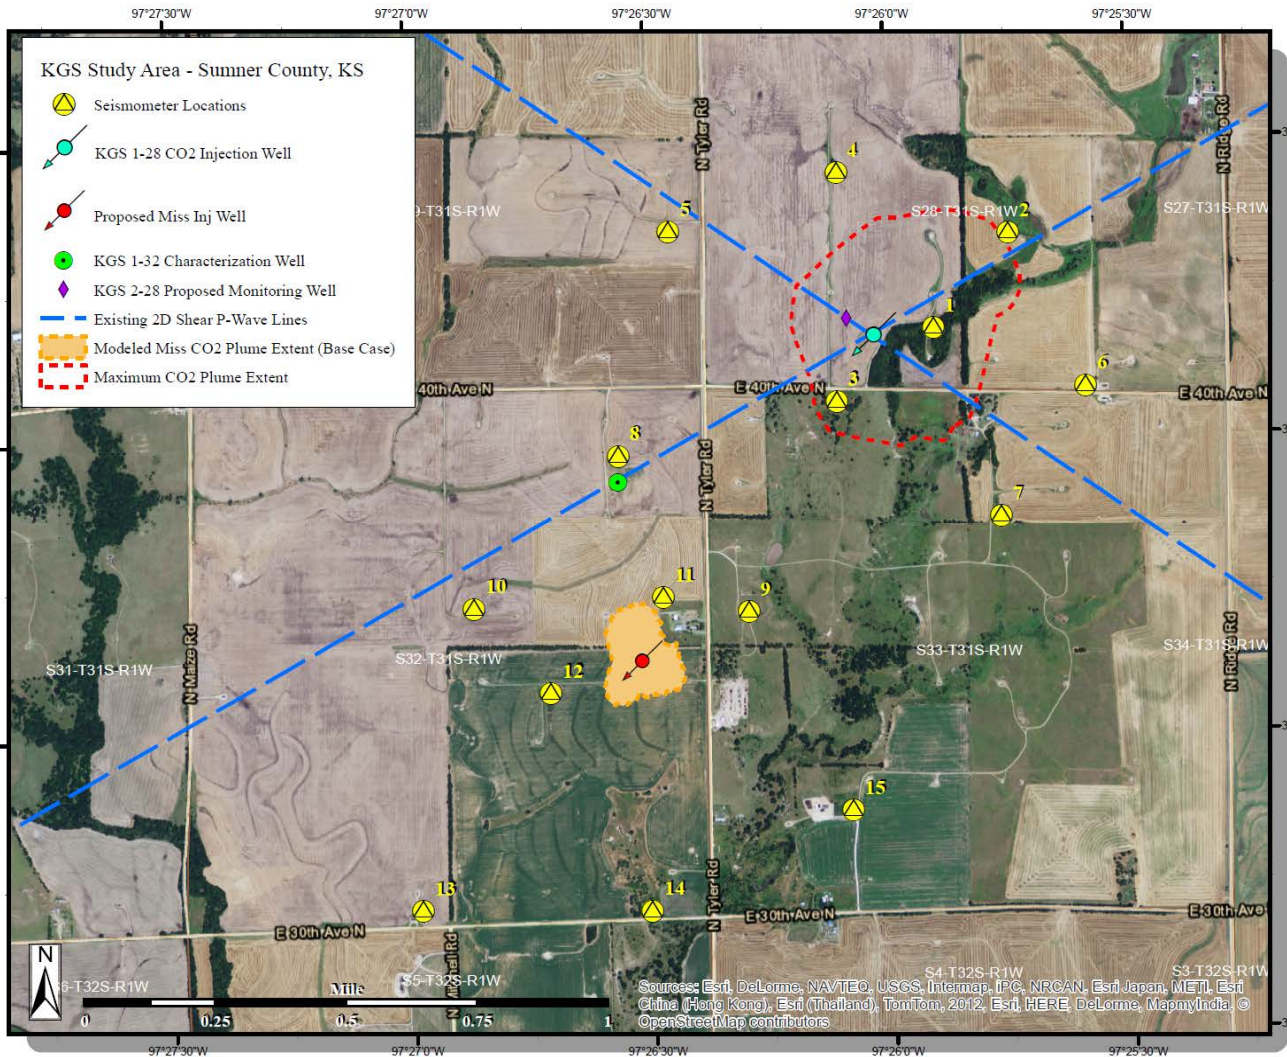 97°27'30"W
97°27'0"W
97°26'30"W
97°26'0"W
97°25'30"W
KGS Study Area - Sumner County, KS
Seismometer Locations
KGS 1-28 CO2 Injection Well
Proposed Miss Inj Well
KGS 1-32 Characterization Well
KGS 2-28 Proposed Monitoring Well
Existing 2D Shear P-Wave Lines
Modeled Miss CO2 Plume Extent (Base Case)
Maximum CO2 Plume Extent
N Tyler Rd
N Ridge Rd
4
5
9-T31S-R1W
S28-T31S-R1W
2
S27-T31S-R1W
1
6
3
40th Ave N
E 40th Ave N
E 40th Ave N
8
N Tyler Rd
7
10
11
9
N Maize Rd
N Ridge Rd
S31-T31S-R1W
S32-T31S-R1W
S33-T31S-R1W
S34-T31S-R1W
12
15
13
14
N Tyler Rd
E 30th Ave N
E 30th Ave N
E 30th Ave
N
6-T32S-R1W
S5-T32S-R1W
S4-T32S-R1W
S3-T32S-R1W
Mile
0
0.25
0.5
0.75
1
Sources: Esri, DeLorme, NAVTEQ, USGS, Intermap, iPC, NRCAN, Esri Japan, METI, Esri
China (Hong Kong), Esri (Thailand), TomTom, 2012, Esri, HERE, DeLorme, MapmyIndia, ©
OpenStreetMap contributors
97°27'30"W
97°27'0"W
97°26'30"W
97°26'0"W
97°25'30"W